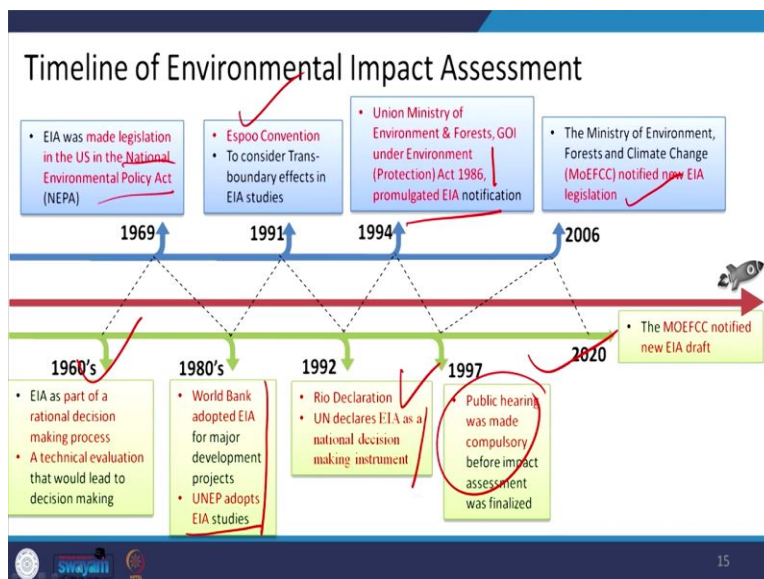 Timeline of Environmental Impact Assessment
• EIA was made legislation
in the US in the National
Environmental Policy Act
(NEPA)
• Espoo Convention
• To consider Trans-
boundary effects in
EIA studies
• Union Ministry of
Environment & Forests, GOI
under Environment
(Protection) Act 1986,
promulgated EIA notification
• The Ministry of Environment,
Forests and Climate Change
(MoEFCC) notified new EIA
legislation
1969
1991
1994
2006
1960's
1980's
1992
1997
2020
• EIA as part of a
rational decision
making process
• A technical evaluation
that would lead to
decision making
• World Bank
adopted EIA
for major
development
projects
• UNEP adopts
EIA studies
• Rio Declaration
• UN declares EIA as a
national decision
making instrument
• Public hearing
was made
compulsory
before impact
assessment
was finalized
• The MOEFCC notified
new EIA draft
swayam
15